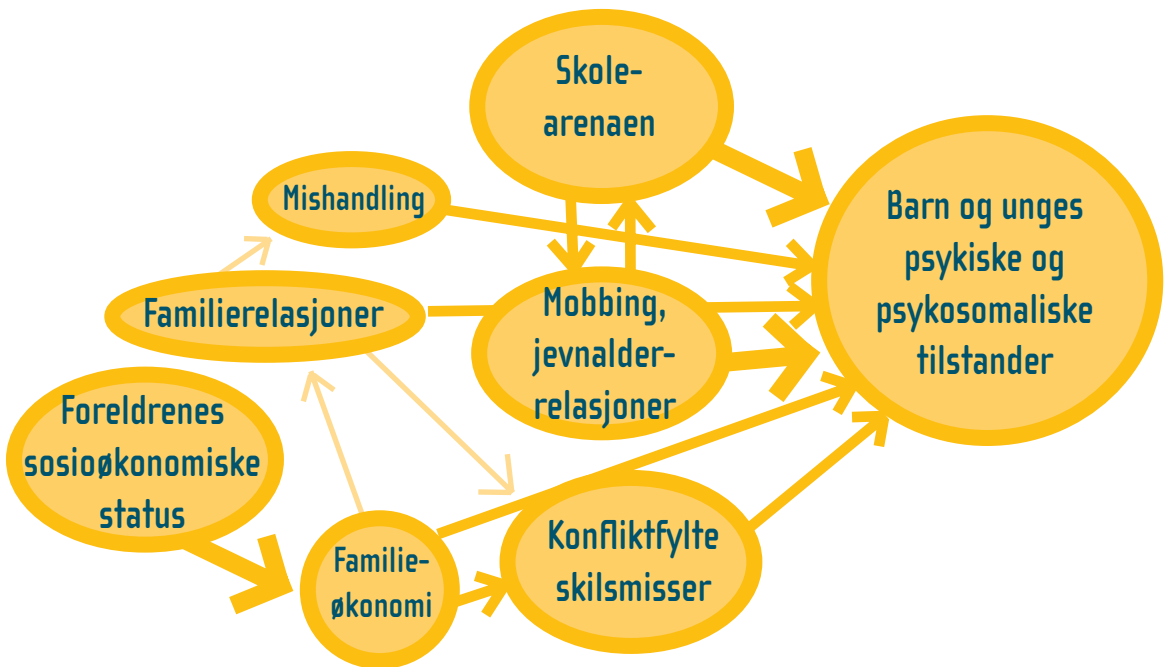 Skole-
arenaen
Mishandling
Barn og unges
psykiske og
psykosomaliske
tilstander
Familierelasjoner
Mobbing,
jevnalder-
relasjoner
Foreldrenes
sosioøkonomiske
status
Familie-
økonomi
Konfliktfylte
skilsmisser